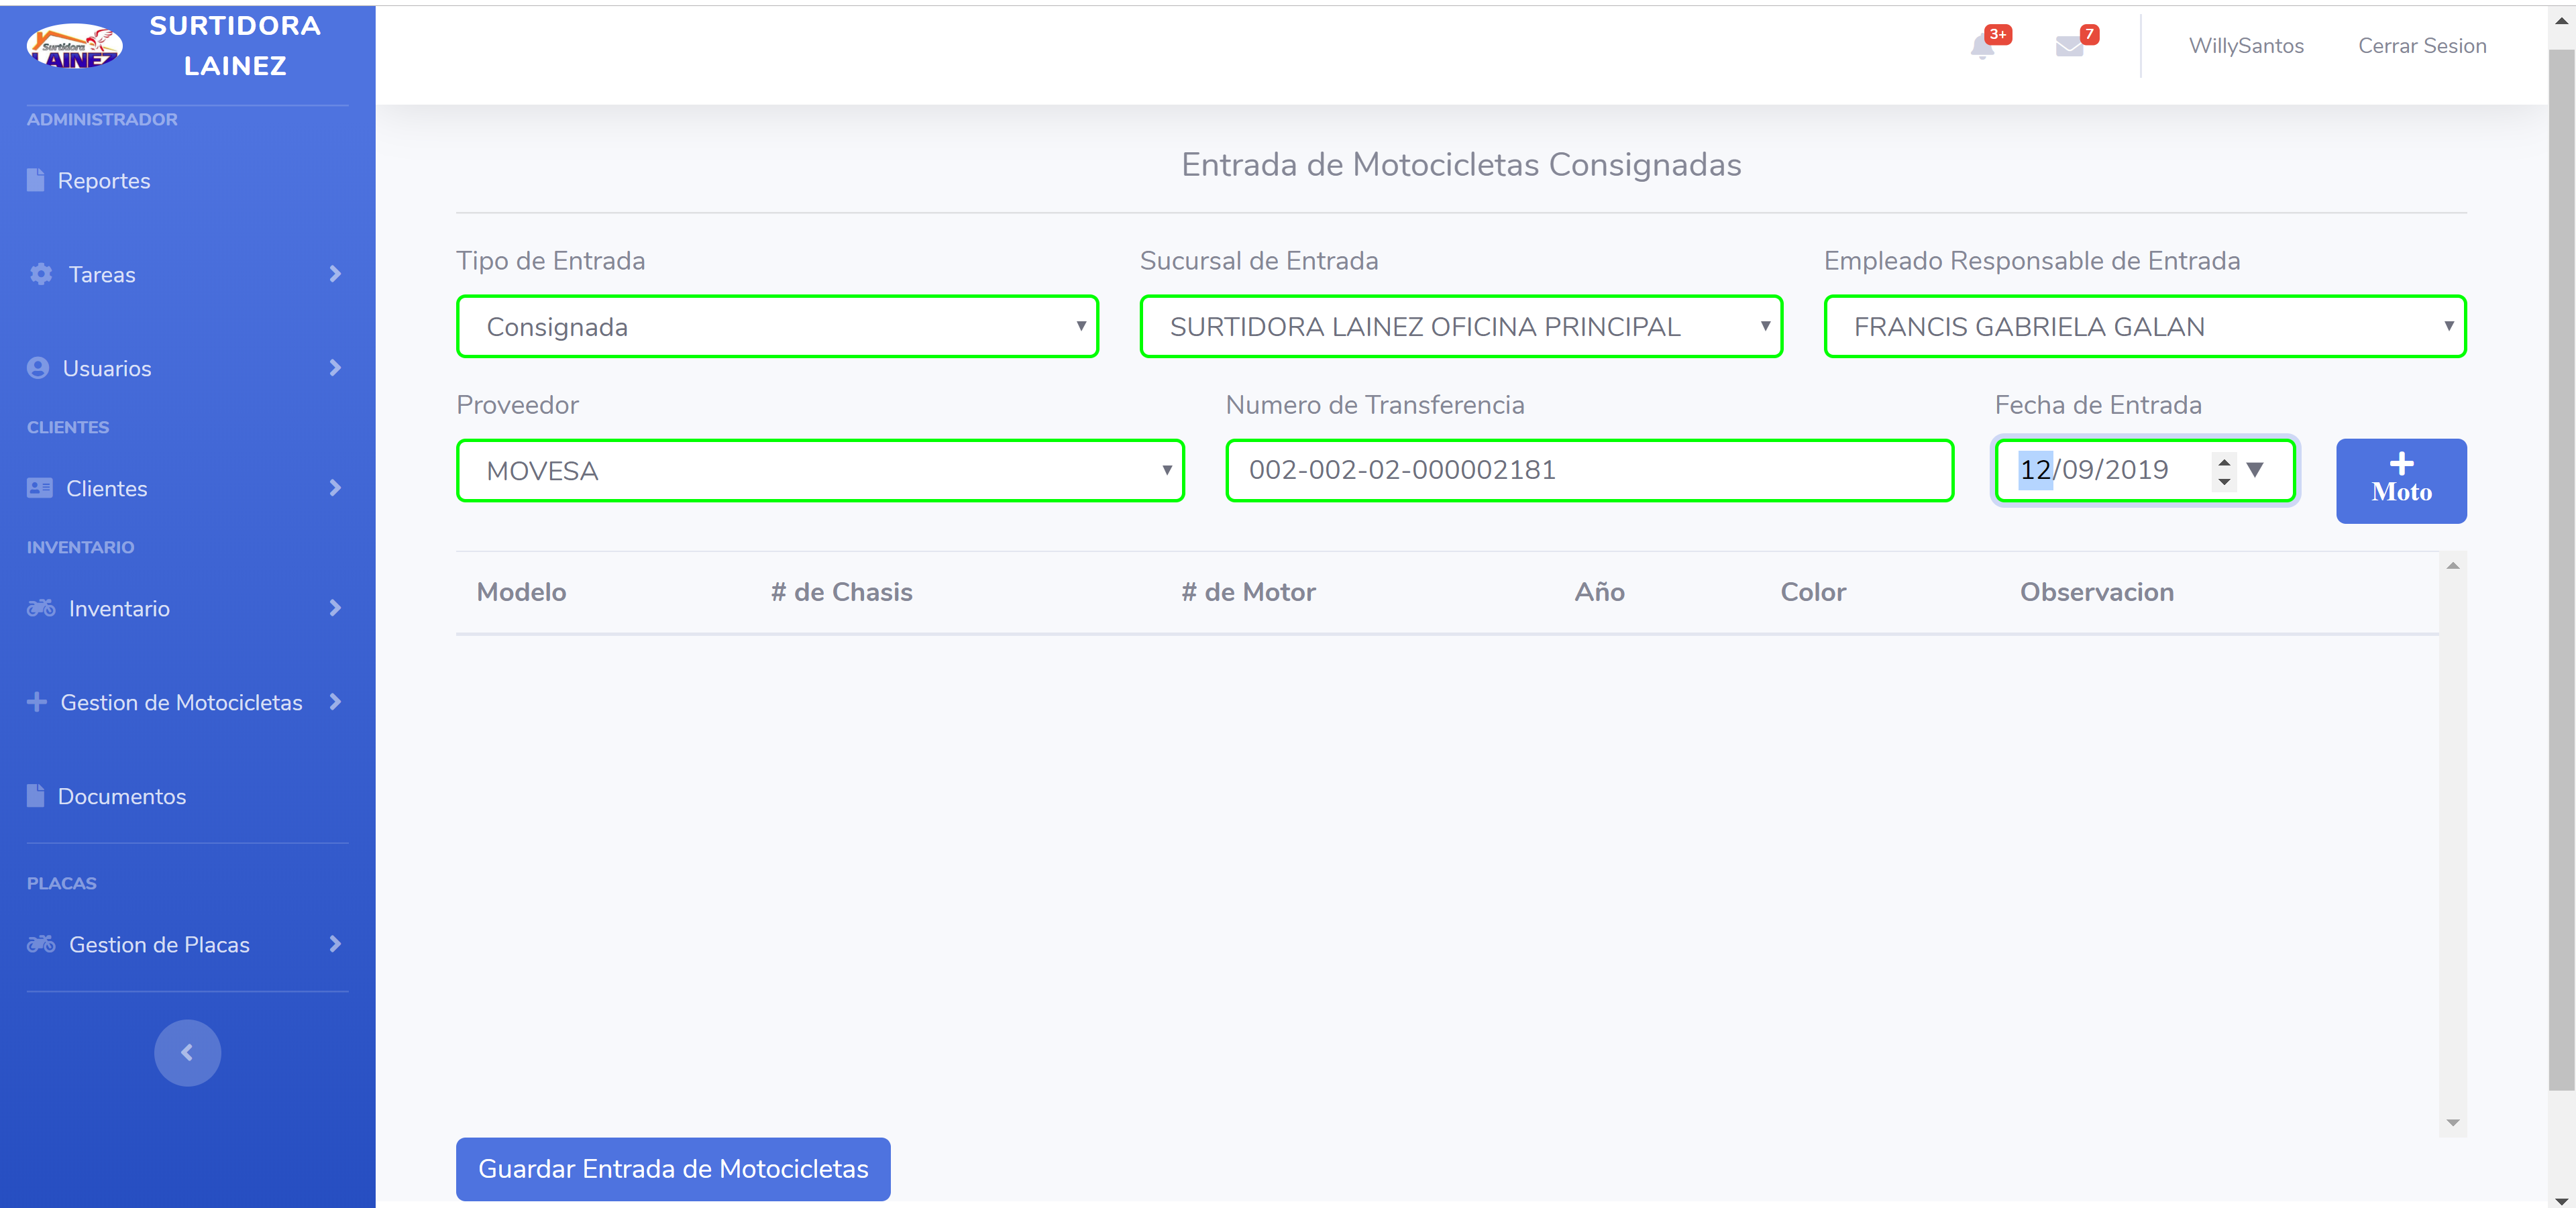 Surtidora
LAINEZ
SURTIDORA
LAINEZ
3+
7
WillySantos
Cerrar Sesion
ADMINISTRADOR
Reportes
Tareas
Usuarios
CLIENTES
Clientes
INVENTARIO
Inventario
Gestion de Motocicletas
Documentos
PLACAS
Gestion de Placas
Entrada de Motocicletas Consignadas
Tipo de Entrada
Sucursal de Entrada
Empleado Responsable de Entrada
Consignada
SURTIDORA LAINEZ OFICINA PRINCIPAL
FRANCIS GABRIELA GALAN
Proveedor
Numero de Transferencia
Fecha de Entrada
MOVESA
002-002-02-000002181
12/09/2019
Moto
Modelo
# de Chasis
# de Motor
Año
Color
Observacion
Guardar Entrada de Motocicletas